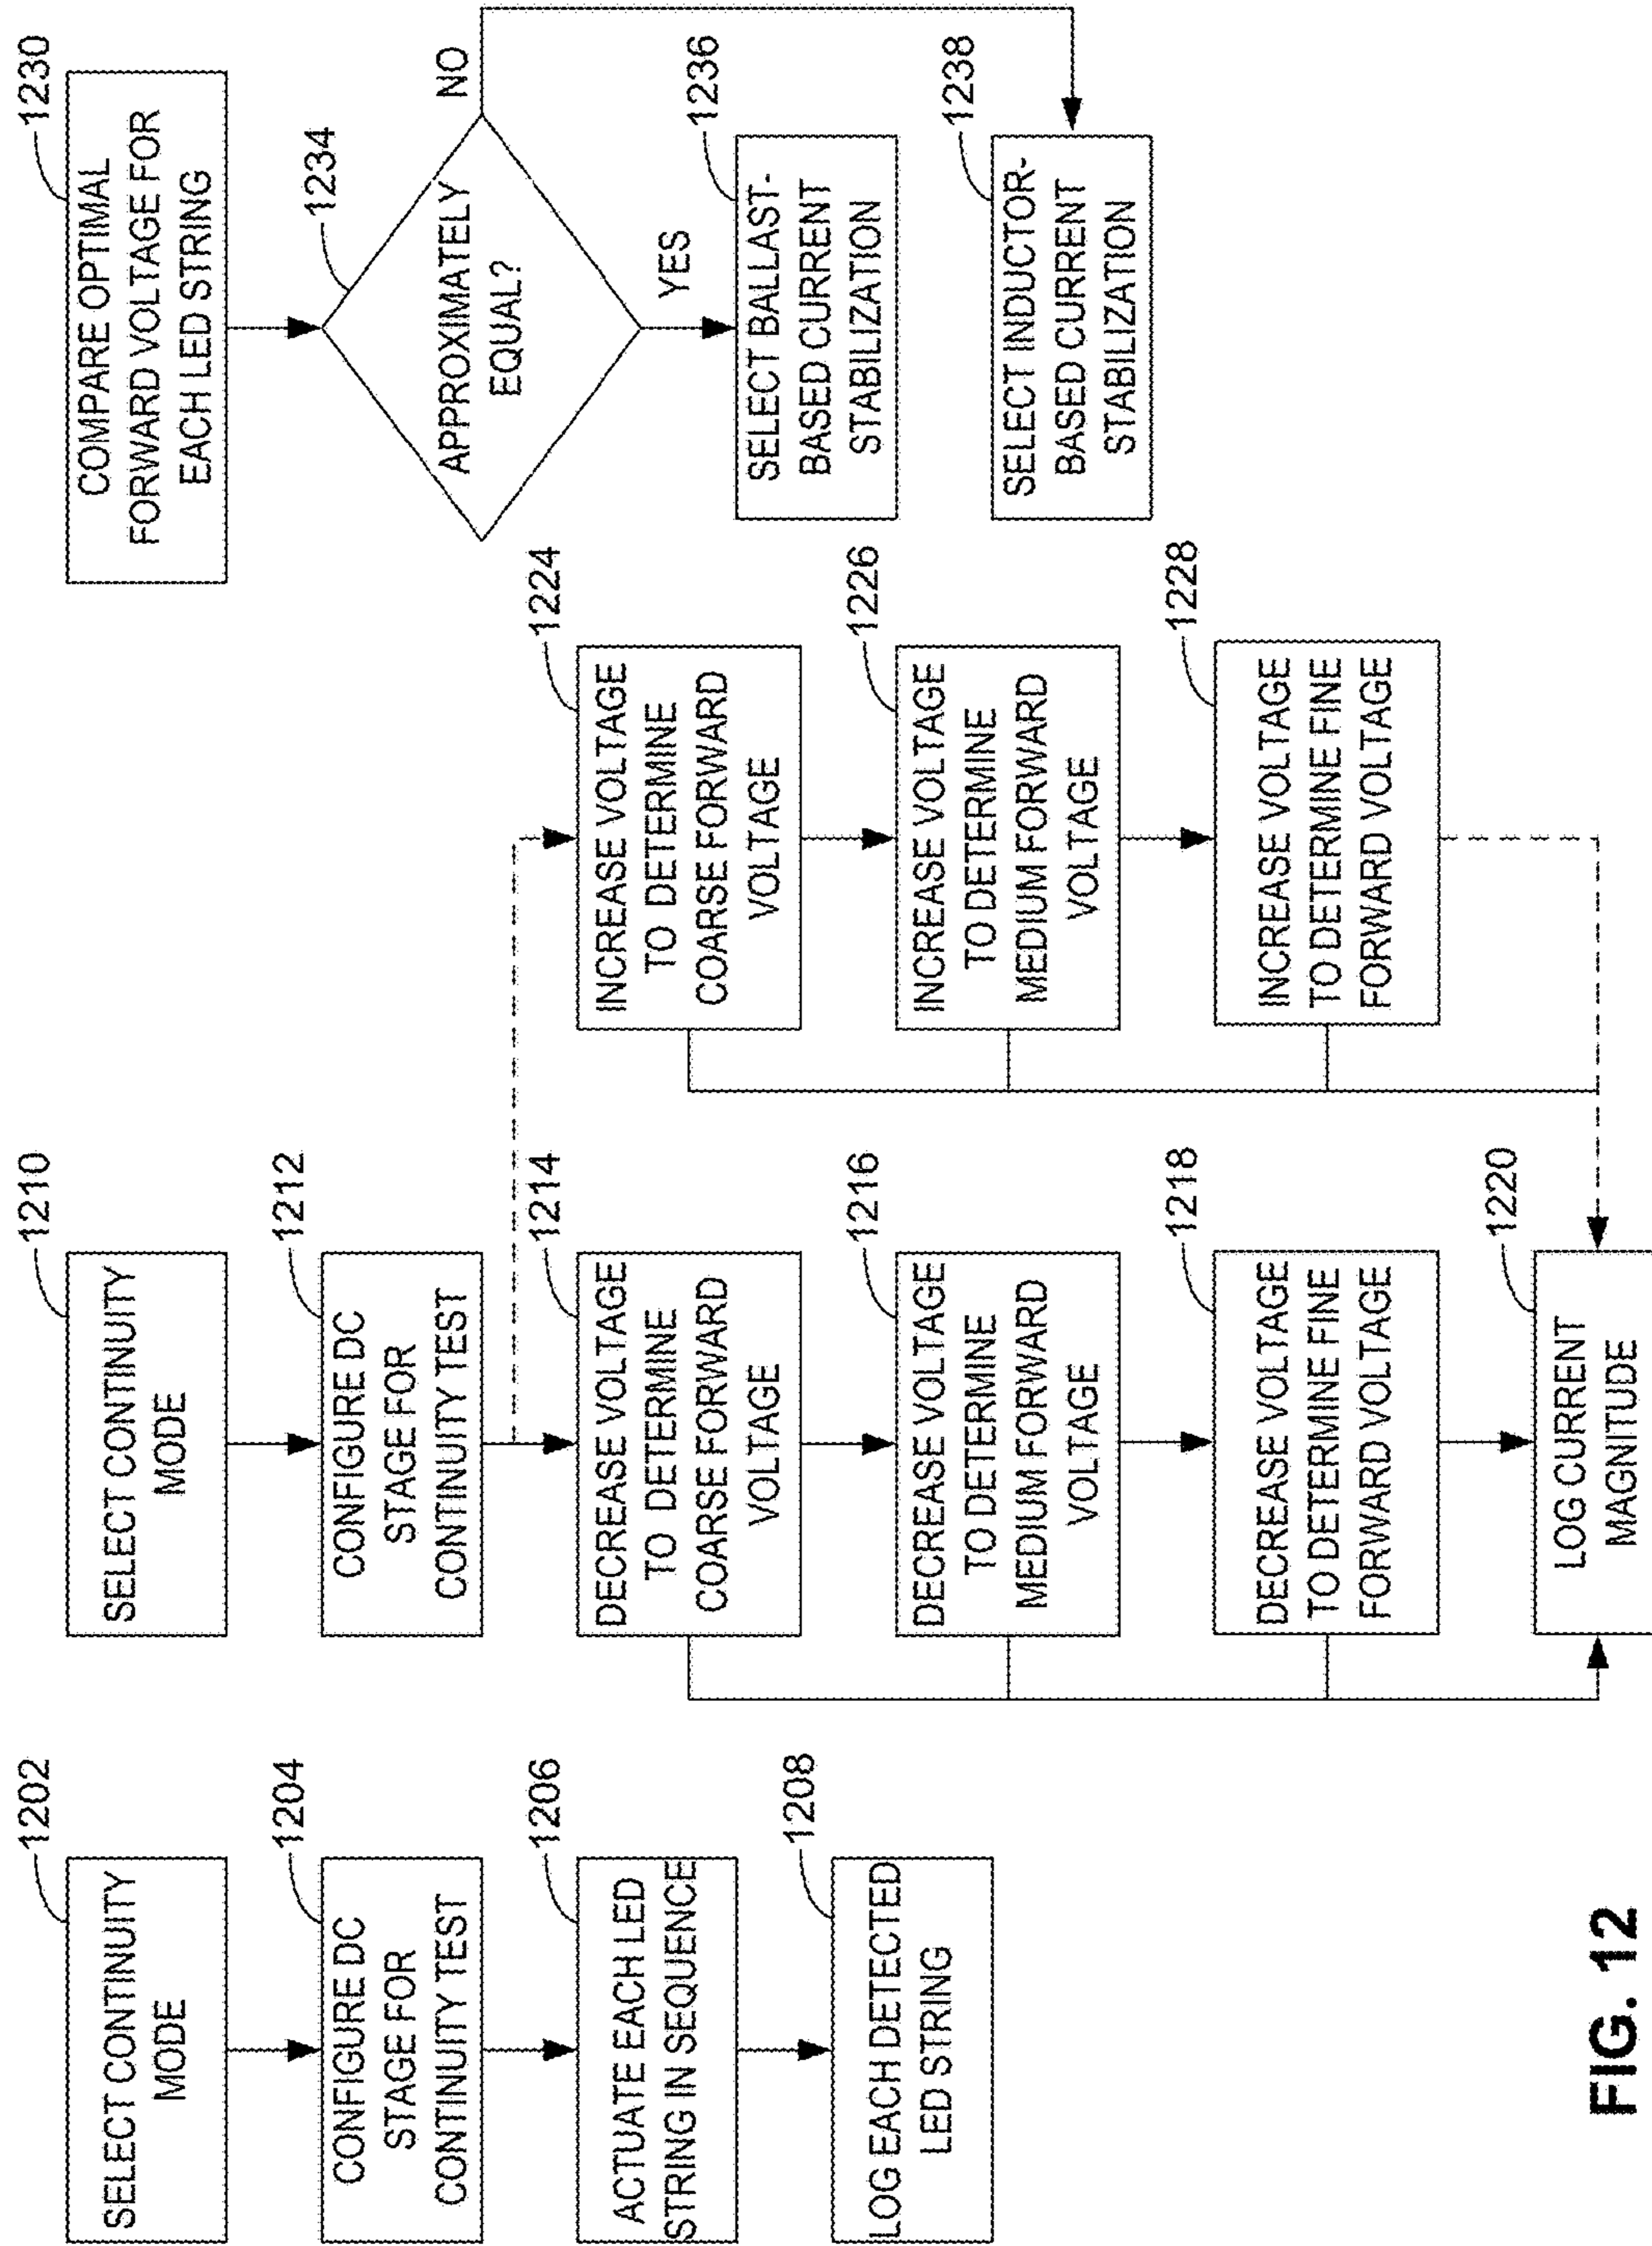 1202
SELECT CONTINUITY
MODE
1204
CONFIGURE DC
STAGE FOR
CONTINUITY TEST
1206
ACTUATE EACH LED
STRING IN SEQUENCE
1208
LOG EACH DETECTED
LED STRING
1210
SELECT CONTINUITY
MODE
1212
CONFIGURE DC
STAGE FOR
CONTINUITY TEST
1214
DECREASE VOLTAGE
TO DETERMINE
COARSE FORWARD
VOLTAGE
1216
DECREASE VOLTAGE
TO DETERMINE
MEDIUM FORWARD
VOLTAGE
1218
DECREASE VOLTAGE
TO DETERMINE FINE
FORWARD VOLTAGE
1220
LOG CURRENT
MAGNITUDE
1224
INCREASE VOLTAGE
TO DETERMINE
COARSE FORWARD
VOLTAGE
1226
INCREASE VOLTAGE
TO DETERMINE
MEDIUM FORWARD
VOLTAGE
1228
INCREASE VOLTAGE
TO DETERMINE FINE
FORWARD VOLTAGE
1230
COMPARE OPTIMAL
FORWARD VOLTAGE FOR
EACH LED STRING
1234
APPROXIMATELY
EQUAL?
NO
YES
1236
SELECT BALLAST-
BASED CURRENT
STABILIZATION
1238
SELECT INDUCTOR-
BASED CURRENT
STABILIZATION
FIG. 12